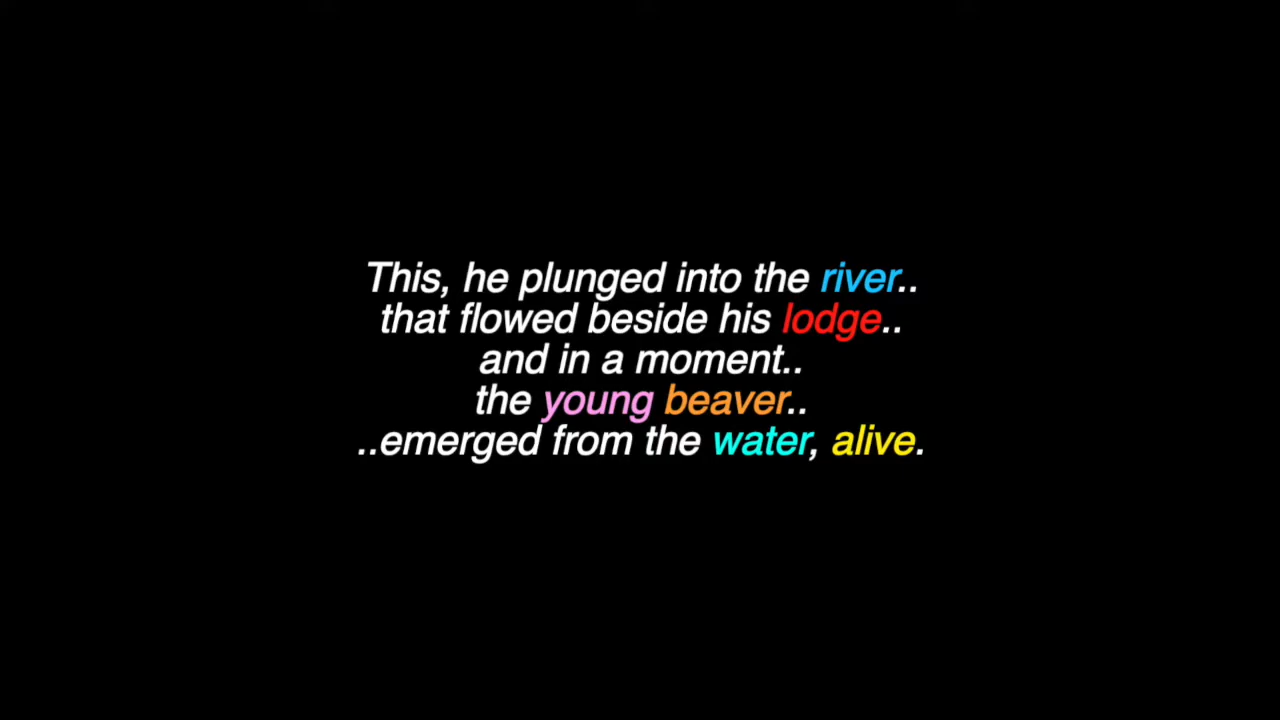 This, he plunged into the river..
that flowed beside his lodge..
and in a moment..
the young beaver..
..emerged from the water, alive.